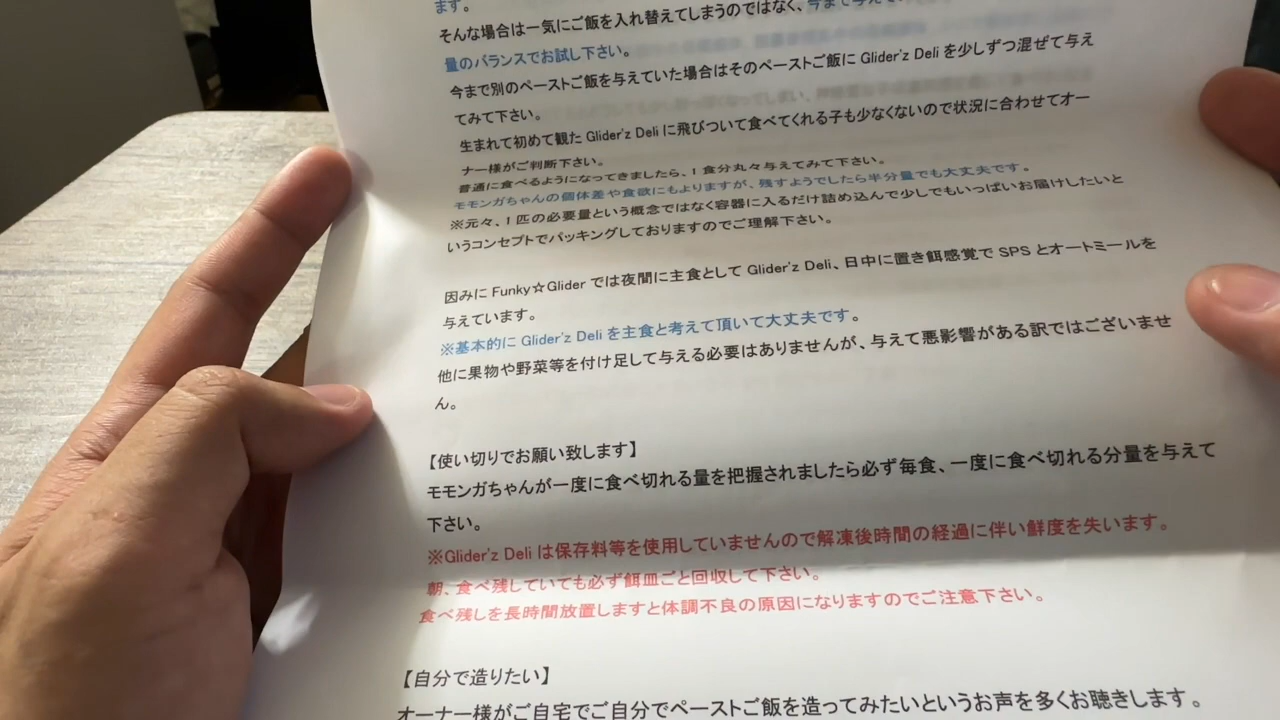 ます。
そんな場合は一気にご飯を入れ替えてしまうのではなく、今まで与えて
量のバランスでお試し下さい。
今まで別のペーストご飯を与えていた場合はそのペーストご飯に Glider'z Deli を少しずつ混ぜて与え
てみて下さい。
生まれて初めて観た Glider'z Deli に飛びついて食べてくれる子も少なくないので状況に合わせてオー
ナー様がご判断下さい。
普通に食べるようになってきましたら、1 食分丸々与えてみて下さい。
モモンガちゃんの個体差や食欲にもよりますが、残すようでしたら半分量でも大丈夫です。
※元々、1 匹の必要量という概念ではなく容器に入るだけ詰め込んで少しでもいっぱいお届けしたいと
いうコンセプトでパッキングしておりますのでご理解下さい。
因みに Funky☆Glider では夜間に主食として Glider'z Deli、日中に置き餌感覚で SPS とオートミールを
与えています。
※基本的に Glider'z Deli を主食と考えて頂いて大丈夫です。
他に果物や野菜等を付け足して与える必要はありませんが、与えて悪影響がある訳ではございませ
ん。
【使い切りでお願い致します】
モモンガちゃんが一度に食べ切れる量を把握されましたら必ず毎食、一度に食べ切れる分量を与えて
下さい。
※Glider'z Deli は保存料等を使用していませんので解凍後時間の経過に伴い鮮度を失います。
朝、食べ残していても必ず餌皿ごと回収して下さい。
食べ残しを長時間放置しますと体調不良の原因になりますのでご注意下さい。
【自分で造りたい】
オーナー様がご自宅でご自分でペーストご飯を造ってみたいというお声を多くお聴きします。